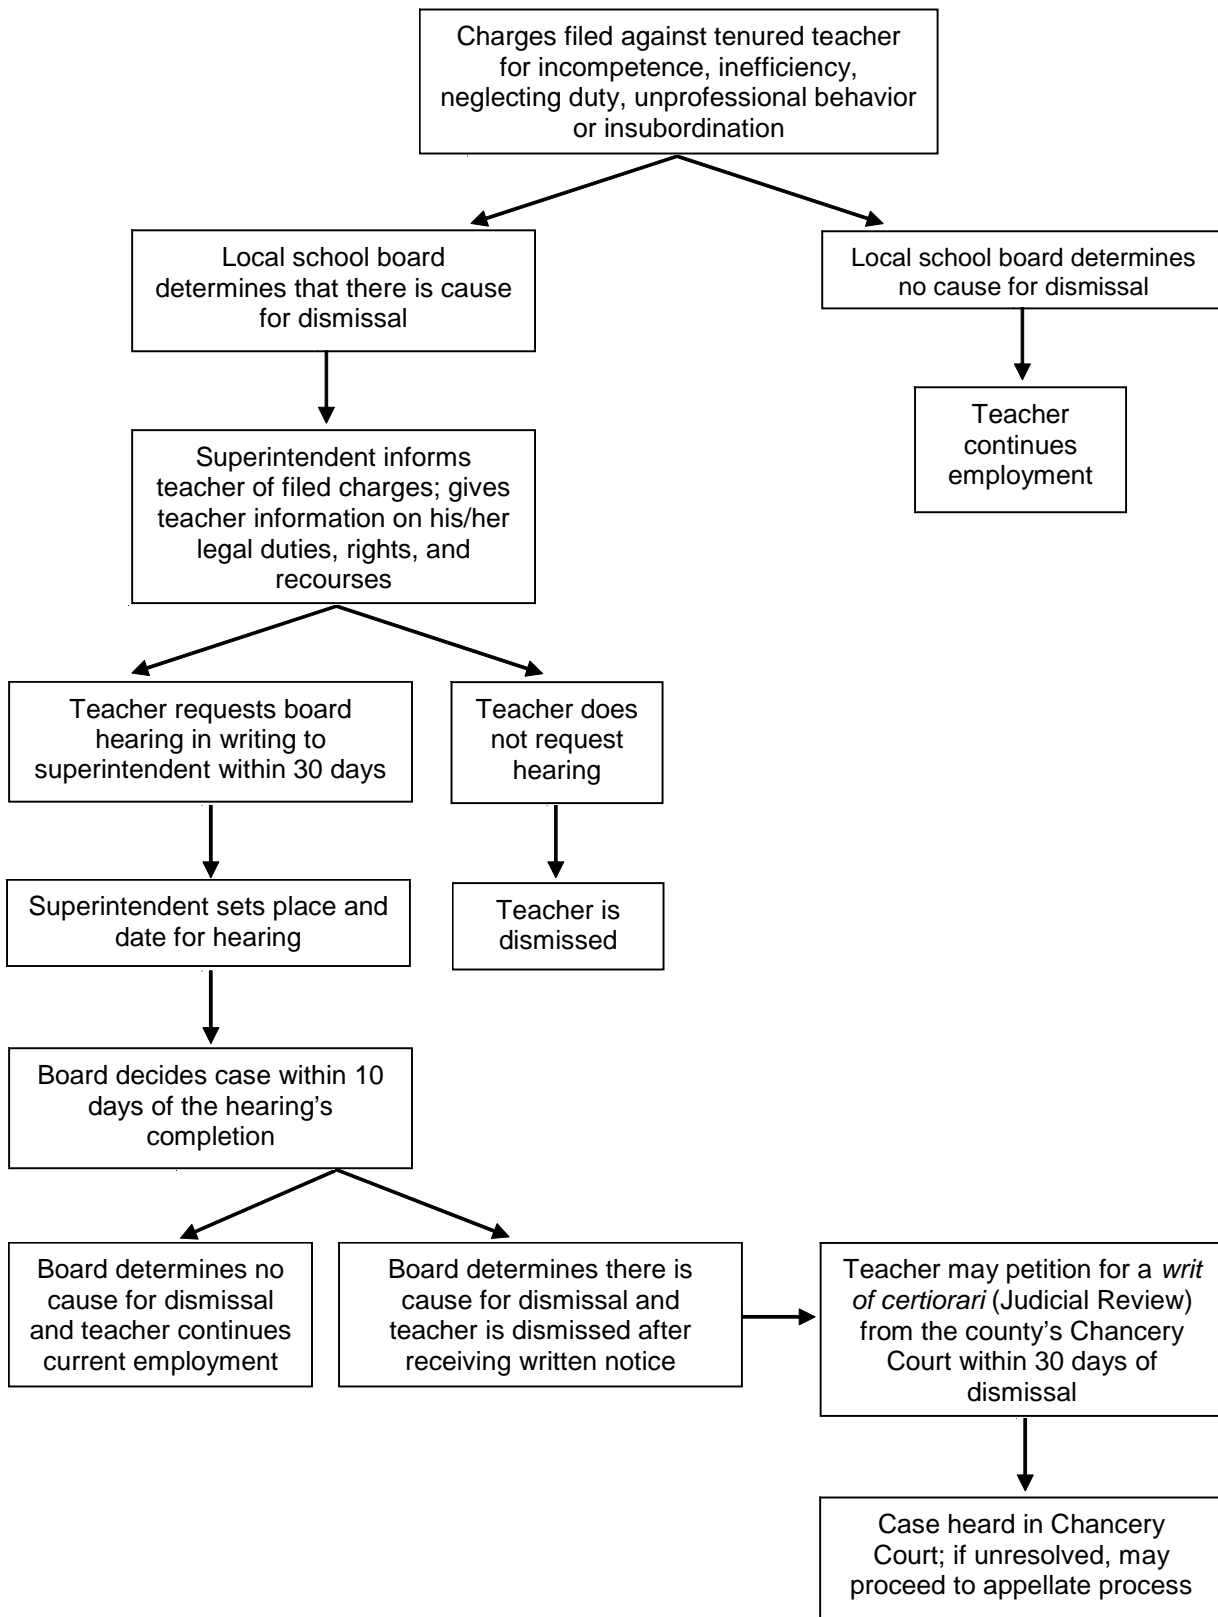 Charges filed against tenured teacher
for incompetence, inefficiency,
neglecting duty, unprofessional behavior
or insubordination
Local school board
determines that there is cause
for dismissal
Local school board determines
no cause for dismissal
Teacher
continues
employment
Superintendent informs
teacher of filed charges; gives
teacher information on his/her
legal duties, rights, and
recourses
Teacher requests board
hearing in writing to
superintendent within 30 days
Teacher does
not request
hearing
Superintendent sets place and
date for hearing
Teacher is
dismissed
Board decides case within 10
days of the hearing’s
completion
Board determines no
cause for dismissal
and teacher continues
current employment
Board determines there is
cause for dismissal and
teacher is dismissed after
receiving written notice
Teacher may petition for a writ
of certiorari (Judicial Review)
from the county’s Chancery
Court within 30 days of
dismissal
Case heard in Chancery
Court; if unresolved, may
proceed to appellate process